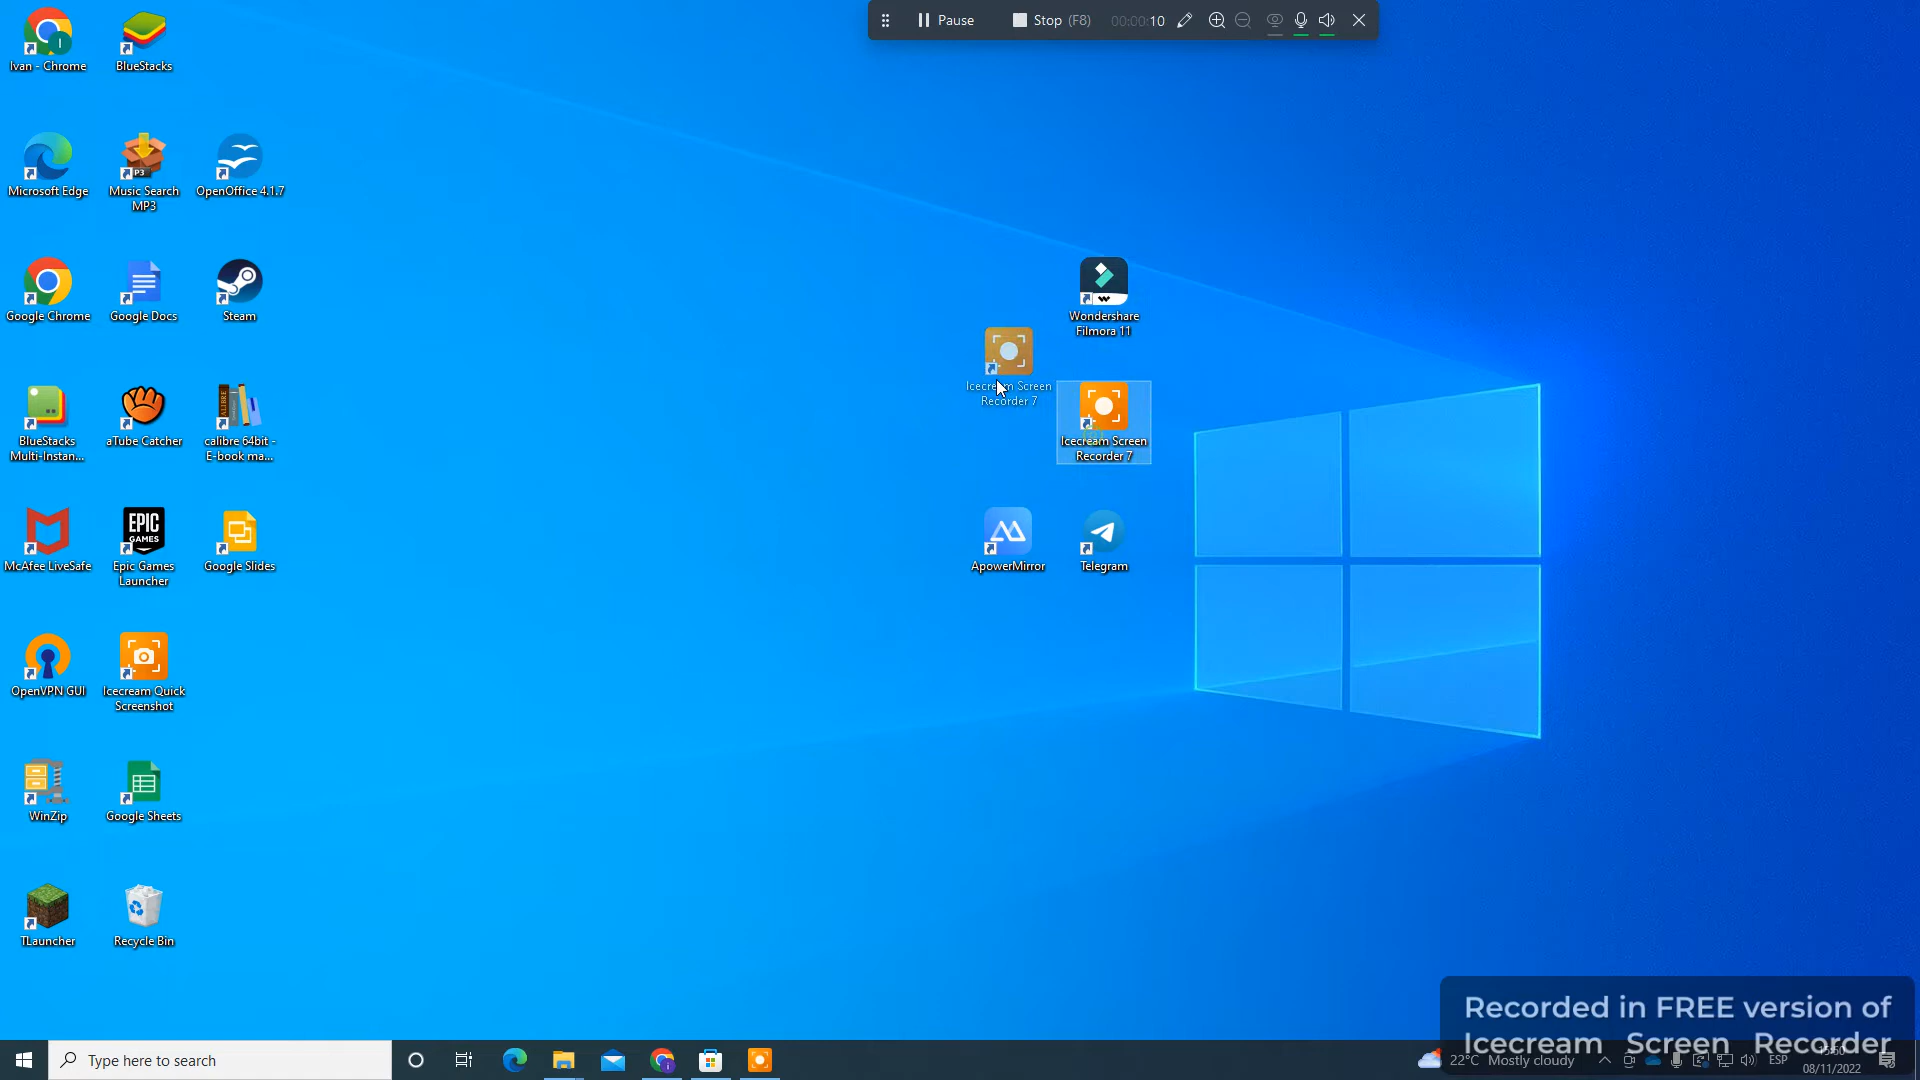 Pause
Stop (F8)
00:00:10
Ivan - Chrome
BlueStacks
Microsoft Edge
Music Search
MP3
OpenOffice 4.1.7
Google Chrome
Google Docs
Steam
Wondershare
Filmora 11
Icecream Screen
Recorder 7
Icecream Screen
Recorder 7
BlueStacks
Multi-Instan...
aTube Catcher
calibre 64bit -
E-book ma...
McAfee LiveSafe
EPIC
GAMES
Epic Games
Launcher
Google Slides
ApowerMirror
Telegram
OpenVPN GUI
Icecream Quick
Screenshot
WinZip
Google Sheets
TLauncher
Recycle Bin
Recorded in FREE version of
Icecream Screen Recorder
Type here to search
22°C Mostly cloudy
ESP
08/11/2022